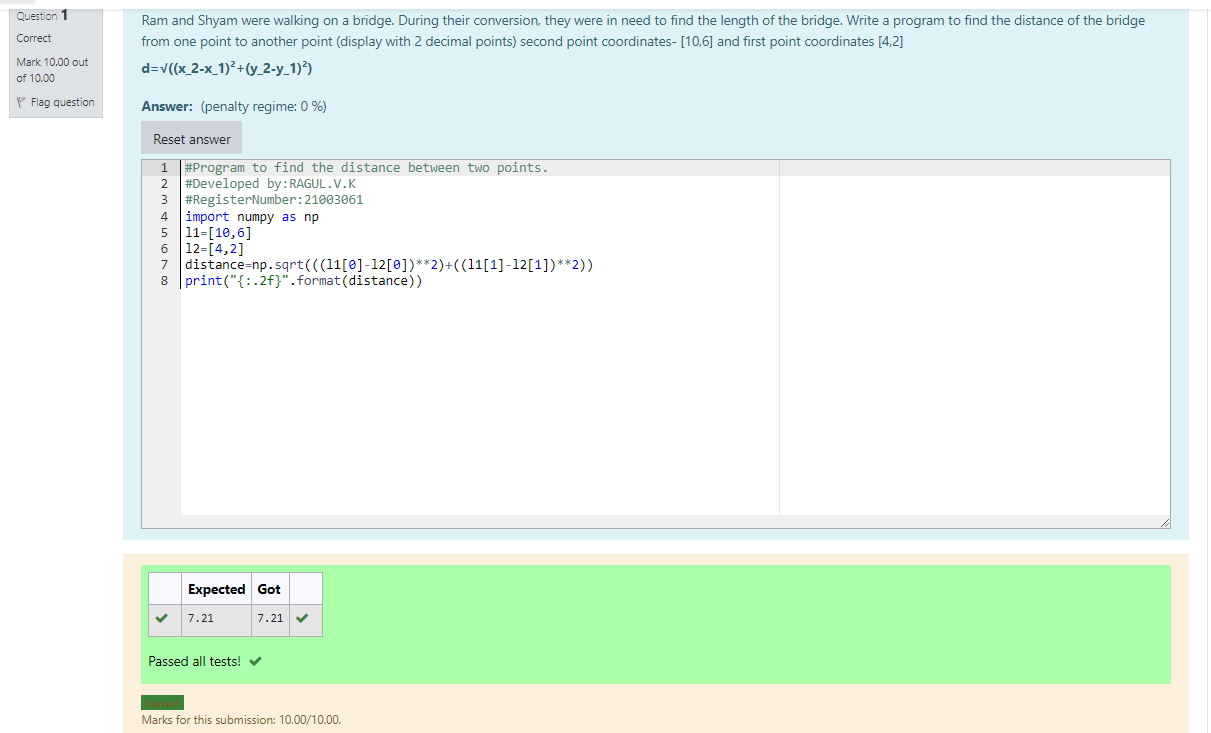 Question 1
Correct
Mark 10.00 out
of 10.00
Flag question
Ram and Shyam were walking on a bridge. During their conversion, they were in need to find the length of the bridge. Write a program to find the distance of the bridge
from one point to another point (display with 2 decimal points) second point coordinates- [10,6] and first point coordinates [4,2]
d=√((x_2-x_1)²+(y_2-y_1)²)
Answer: (penalty regime: 0 %)
Reset answer
1 #Program to find the distance between two points.
2 #Developed by:RAGUL.V.K
3 #RegisterNumber:21003061
4 import numpy as np
5 l1=[10,6]
6 l2=[4,2]
7 distance=np.sqrt(((l1[0]-l2[0])**2)+((l1[1]-l2[1])**2))
8 print("{:.2f}".format(distance))
Expected Got
7.21 7.21
Passed all tests!
Correct
Marks for this submission: 10.00/10.00.